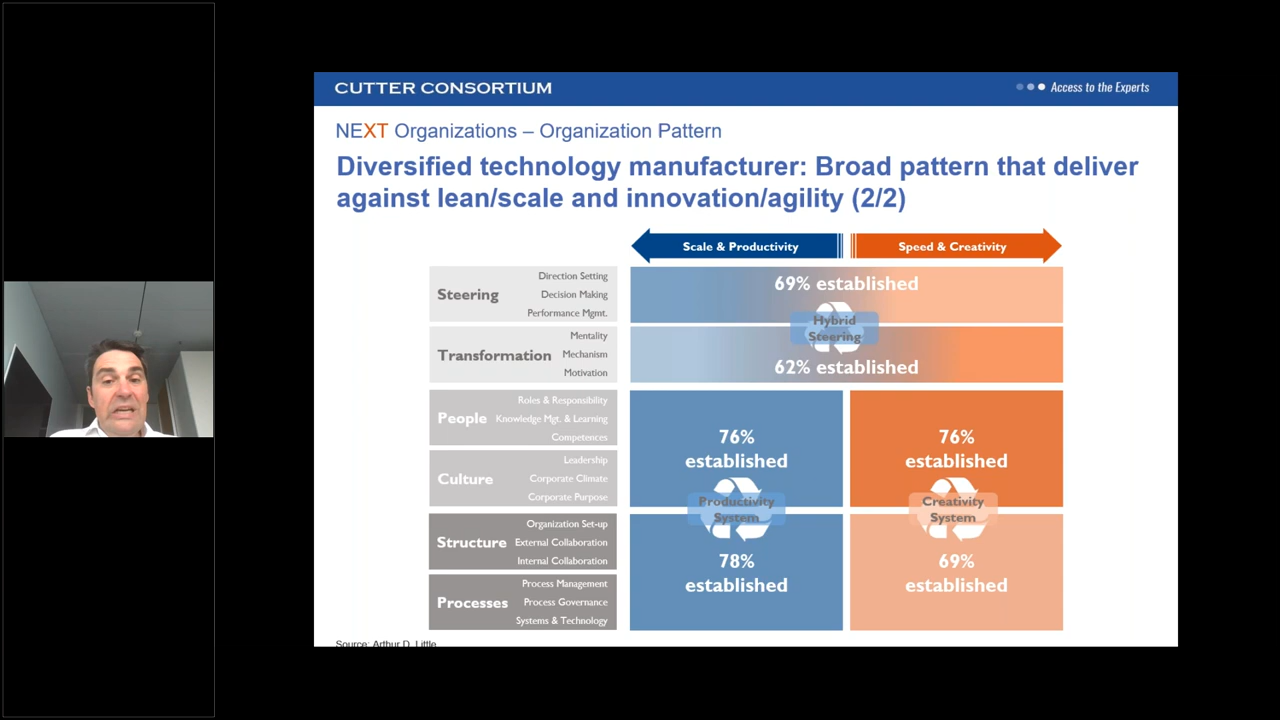 CUTTER CONSORTIUM
Access to the Experts
NEXT Organizations – Organization Pattern
Diversified technology manufacturer: Broad pattern that deliver
against lean/scale and innovation/agility (2/2)
Scale & Productivity
Speed & Creativity
Steering
Direction Setting
Decision Making
Performance Mgmt.
69% established
Hybrid
Steering
Transformation
Mentality
Mechanism
Motivation
62% established
People
Roles & Responsibility
Knowledge Mgt. & Learning
Competences
76%
established
76%
established
Culture
Leadership
Corporate Climate
Corporate Purpose
Productivity
System
Creativity
System
Structure
Organization Set-up
External Collaboration
Internal Collaboration
78%
established
69%
established
Processes
Process Management
Process Governance
Systems & Technology
Source: Arthur D. Little